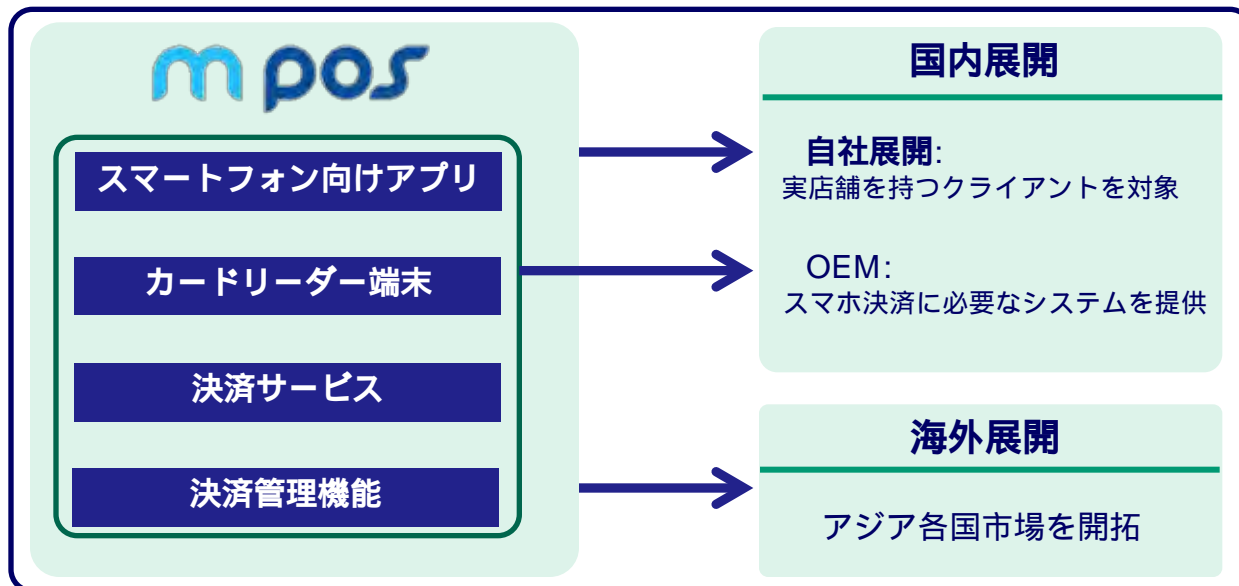 m pos
スマートフォン向けアプリ
カードリーダー端末
決済サービス
決済管理機能
国内展開
自社展開:
実店舗を持つクライアントを対象
OEM:
スマホ決済に必要なシステムを提供
海外展開
アジア各国市場を開拓